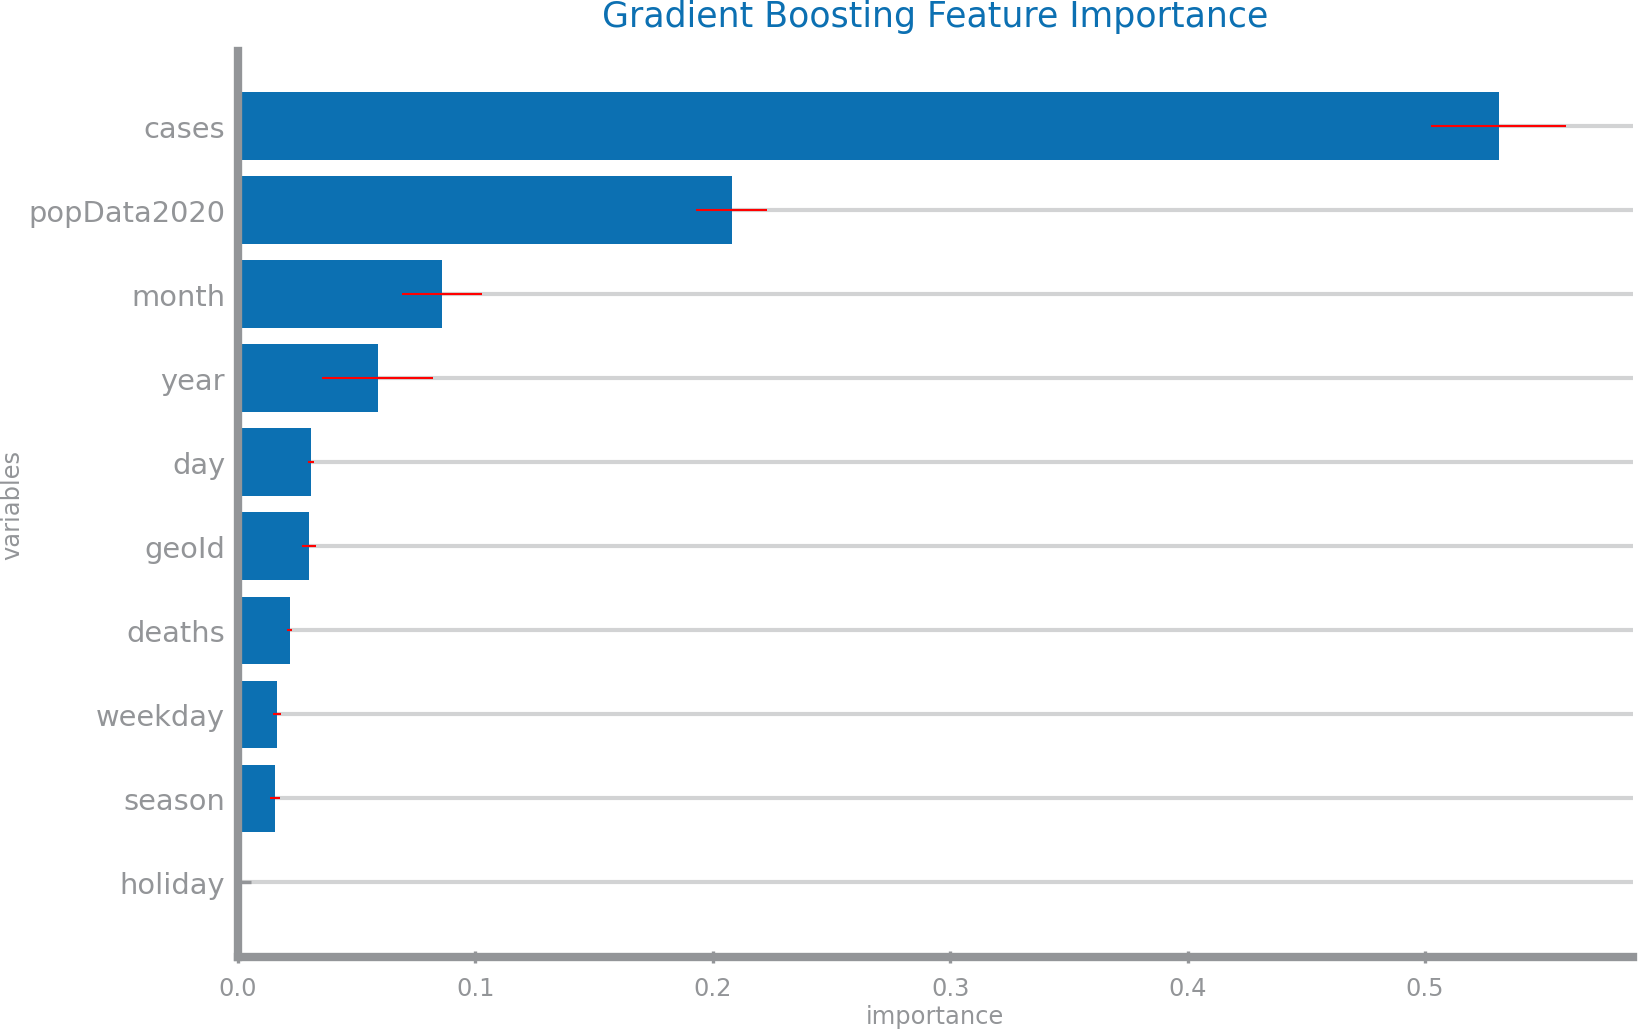 Gradient Boosting Feature Importance
cases
popData2020
month
year
day
geoId
deaths
weekday
season
holiday
variables
0.0 0.1 0.2 0.3 0.4 0.5
importance